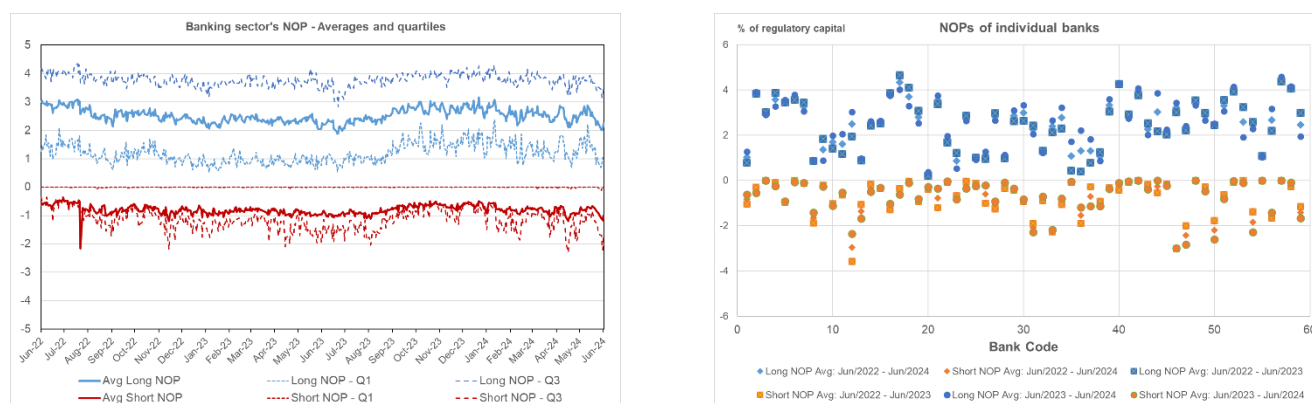 Banking sector's NOP - Averages and quartiles
5
4
3
2
1
0
-1
-2
-3
-4
-5
Jun-22
Jul-22
Aug-22
Sep-22
Oct-22
Nov-22
Dec-22
Jan-23
Feb-23
Mar-23
Apr-23
May-23
Jun-23
Jul-23
Aug-23
Sep-23
Oct-23
Nov-23
Dec-23
Jan-24
Feb-24
Mar-24
Apr-24
May-24
Jun-24
Avg Long NOP
Long NOP - Q1
Long NOP - Q3
Avg Short NOP
Short NOP - Q1
Short NOP - Q3
% of regulatory capital
NOPs of individual banks
6
4
2
0
-2
-4
-6
0
10
20
30
40
50
60
Bank Code
Long NOP Avg: Jun/2022 - Jun/2024
Short NOP Avg: Jun/2022 - Jun/2024
Long NOP Avg: Jun/2022 - Jun/2023
Short NOP Avg: Jun/2022 - Jun/2023
Long NOP Avg: Jun/2023 - Jun/2024
Short NOP Avg: Jun/2023 - Jun/2024